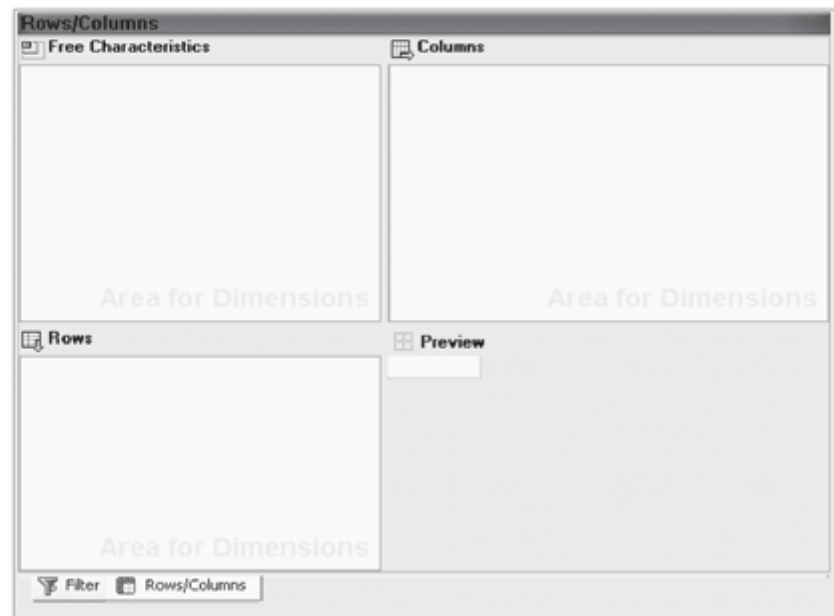 Rows/Columns
Free Characteristics
Columns
Area for Dimensions
Area for Dimensions
Rows
Preview
Area for Dimensions
Filter
Rows/Columns